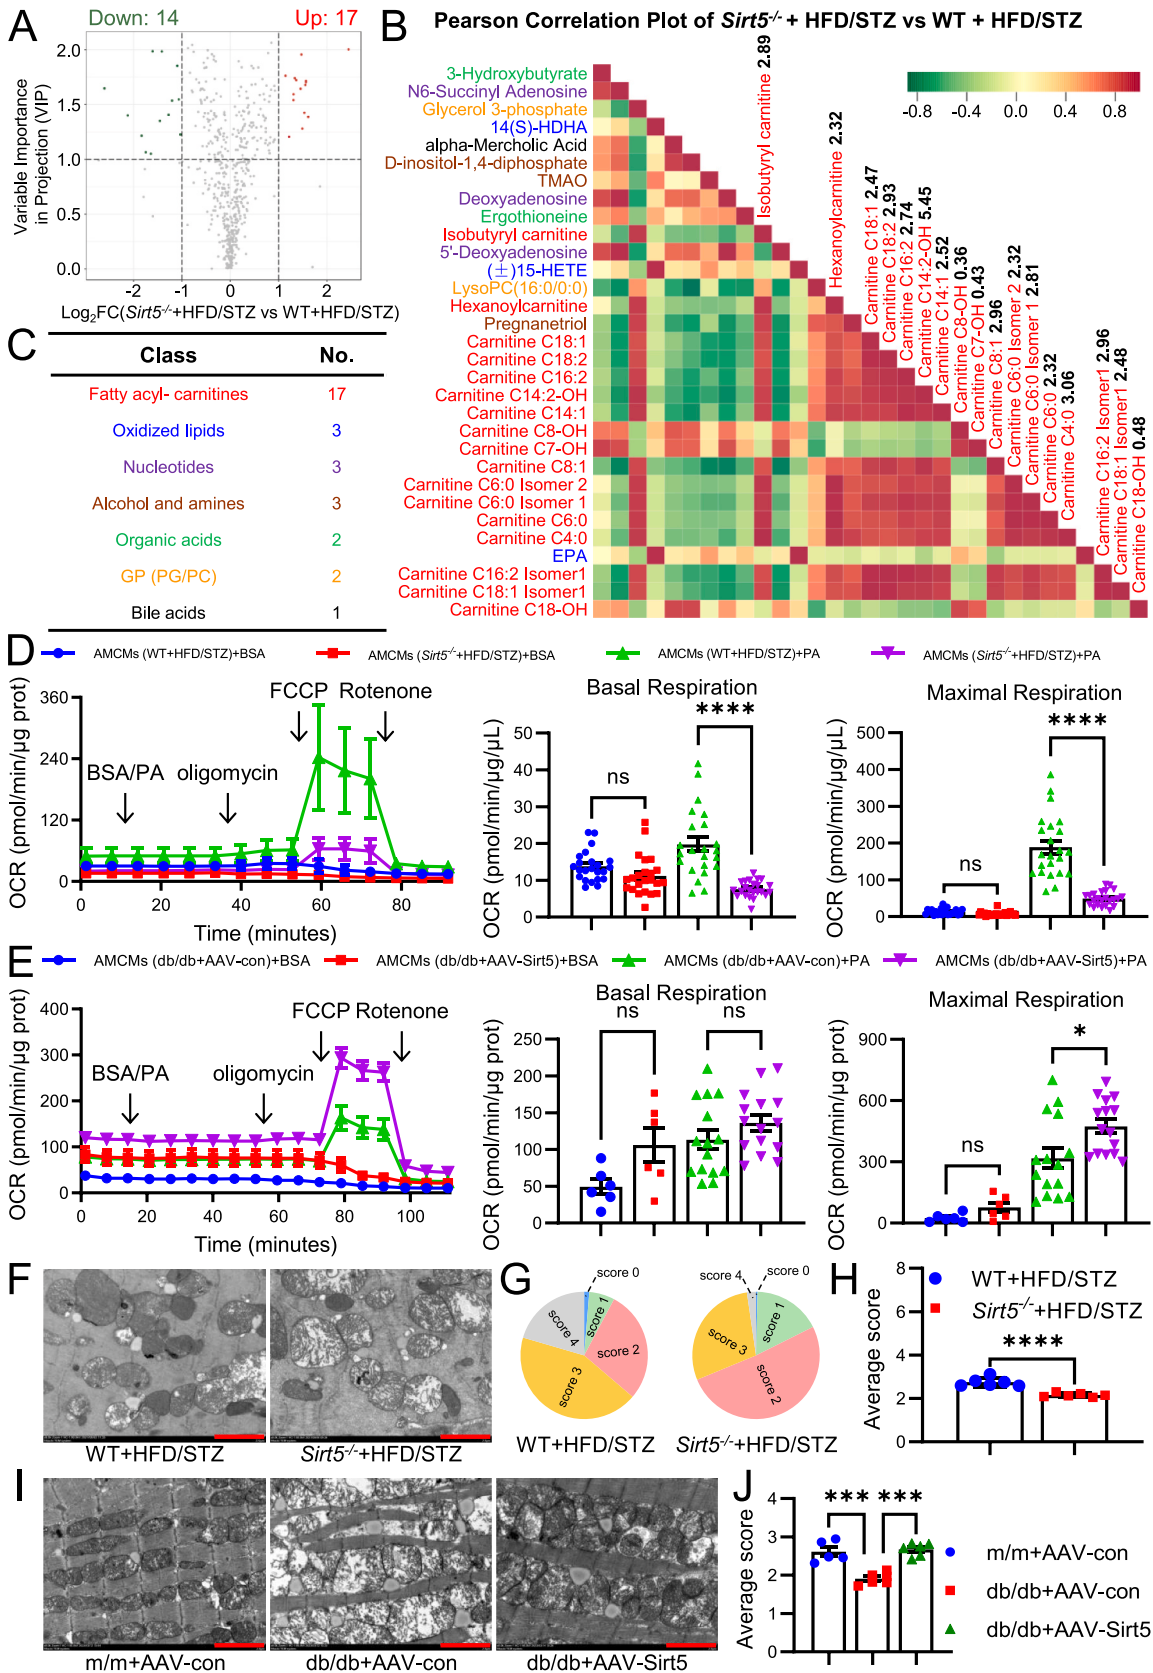 A
Down: 14
Up: 17
Variable Importance
in Projection (VIP)
2.0
1.5
1.0
0.5
0.0
-2
-1
0
1
2
Log2FC(Sirt5-/-+HFD/STZ vs WT+HFD/STZ)
B
Pearson Correlation Plot of Sirt5-/- + HFD/STZ vs WT + HFD/STZ
-0.8
-0.4
0.0
0.4
0.8
3-Hydroxybutyrate
N6-Succinyl Adenosine
Glycerol 3-phosphate
14(S)-HDHA
alpha-Mercholic Acid
D-inositol-1,4-diphosphate
TMAO
Deoxyadenosine
Ergothioneine
Isobutyryl carnitine
5'-Deoxyadenosine
(±)15-HETE
LysoPC(16:0/0:0)
Hexanoylcarnitine
Pregnanetriol
Carnitine C18:1
Carnitine C18:2
Carnitine C16:2
Carnitine C14:2-OH
Carnitine C14:1
Carnitine C8-OH
Carnitine C7-OH
Carnitine C8:1
Carnitine C6:0 Isomer 2
Carnitine C6:0 Isomer 1
Carnitine C6:0
Carnitine C4:0
EPA
Carnitine C16:2 Isomer1
Carnitine C18:1 Isomer1
Carnitine C18-OH
Isobutyryl carnitine 2.89
Hexanoylcarnitine 2.32
Carnitine C18:1 2.47
Carnitine C18:2 2.93
Carnitine C16:2 2.74
Carnitine C14:2-OH 5.45
Carnitine C14:1 2.52
Carnitine C8-OH 0.36
Carnitine C7-OH 0.43
Carnitine C8:1 2.96
Carnitine C6:0 Isomer 2 2.32
Carnitine C6:0 Isomer 1 2.81
Carnitine C6:0 2.32
Carnitine C4:0 3.06
Carnitine C16:2 Isomer1 2.96
Carnitine C18:1 Isomer1 2.48
Carnitine C18-OH 0.48
C
Class No.
Fatty acyl- carnitines 17
Oxidized lipids 3
Nucleotides 3
Alcohol and amines 3
Organic acids 2
GP (PG/PC) 2
Bile acids 1
D
AMCMs (WT+HFD/STZ)+BSA
AMCMs (Sirt5-/-+HFD/STZ)+BSA
AMCMs (WT+HFD/STZ)+PA
AMCMs (Sirt5-/-+HFD/STZ)+PA
OCR (pmol/min/µg prot)
360
240
120
0
0
20
40
60
80
Time (minutes)
BSA/PA
oligomycin
FCCP
Rotenone
Basal Respiration
OCR (pmol/min/µg/µL)
50
40
30
20
10
0
ns
****
Maximal Respiration
OCR (pmol/min/µg/µL)
500
400
300
200
100
0
ns
****
E
AMCMs (db/db+AAV-con)+BSA
AMCMs (db/db+AAV-Sirt5)+BSA
AMCMs (db/db+AAV-con)+PA
AMCMs (db/db+AAV-Sirt5)+PA
OCR (pmol/min/µg prot)
400
300
200
100
0
0
20
40
60
80
100
Time (minutes)
BSA/PA
oligomycin
FCCP
Rotenone
Basal Respiration
OCR (pmol/min/µg prot)
250
200
150
100
50
0
ns
ns
Maximal Respiration
OCR (pmol/min/µg prot)
900
600
300
0
ns
*
F
WT+HFD/STZ
Sirt5-/-+HFD/STZ
G
score 0
score 1
score 2
score 3
score 4
WT+HFD/STZ
score 4
score 0
score 1
score 3
score 2
Sirt5-/-+HFD/STZ
H
Average score
8
6
4
2
0
WT+HFD/STZ
Sirt5-/-+HFD/STZ
****
I
m/m+AAV-con
db/db+AAV-con
db/db+AAV-Sirt5
J
Average score
4
3
2
1
0
*** ***
m/m+AAV-con
db/db+AAV-con
db/db+AAV-Sirt5